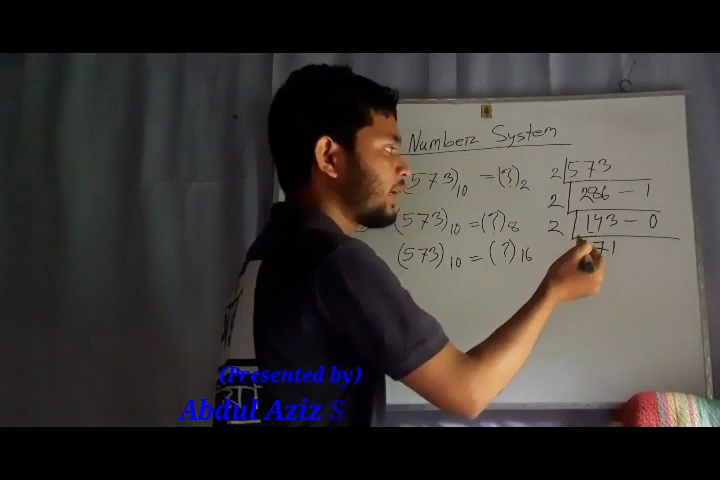 Number System
(573)10 = (?)2
(573)10 = (?)8
(573)10 = (?)16
2 573
2 286 - 1
2 143 - 0
71
(Presented by)
Abdul Aziz S